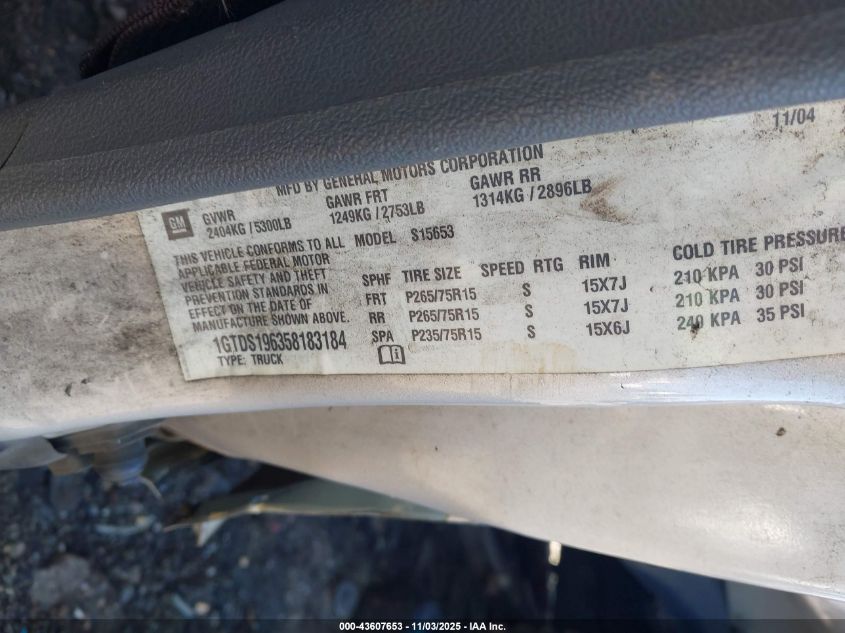 11/04
MFD BY GENERAL MOTORS CORPORATION
GM
GVWR GAWR FRT GAWR RR
2404KG / 5300LB 1249KG / 2753LB 1314KG / 2896LB
THIS VEHICLE CONFORMS TO ALL MODEL S15653
APPLICABLE FEDERAL MOTOR
VEHICLE SAFETY AND THEFT
PREVENTION STANDARDS IN
EFFECT ON THE DATE OF
MANUFACTURE SHOWN ABOVE.
1GTDS196358183184
TYPE: TRUCK
SPHF TIRE SIZE SPEED RTG RIM COLD TIRE PRESSURE
FRT P265/75R15 S 15X7J 210 KPA 30 PSI
RR P265/75R15 S 15X7J 210 KPA 30 PSI
SPA P235/75R15 S 15X6J 240 KPA 35 PSI
000-43607653 - 11/03/2025 - IAA Inc.